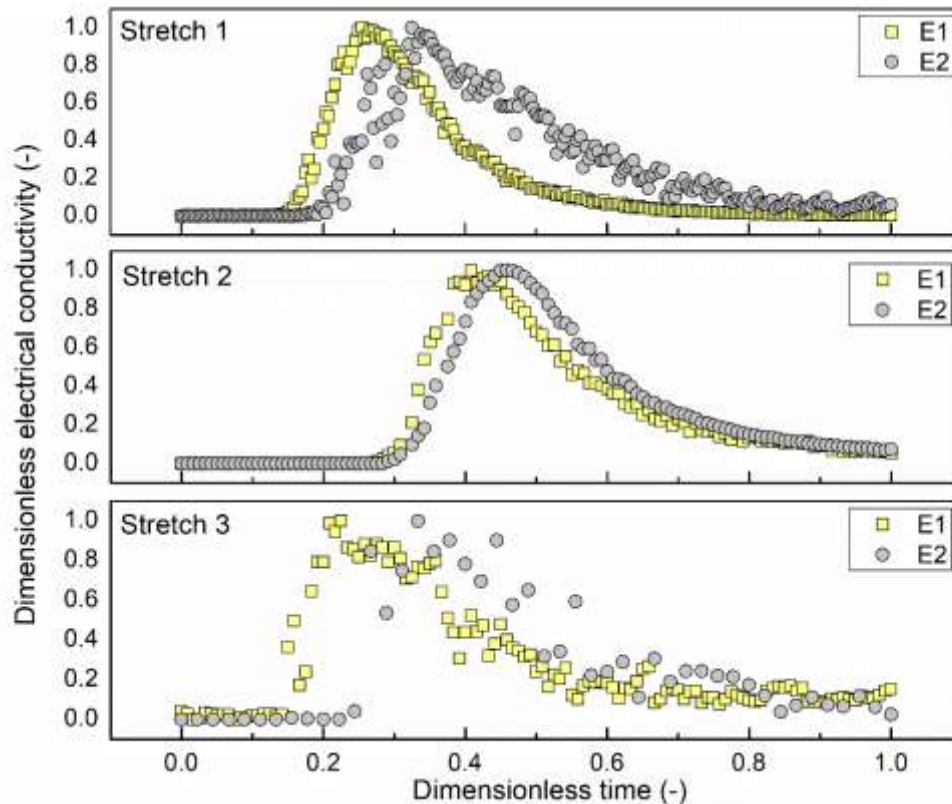 Stretch 1
E1
E2
1.0
0.8
0.6
0.4
0.2
0.0
Stretch 2
E1
E2
1.0
0.8
0.6
0.4
0.2
0.0
Stretch 3
E1
E2
1.0
0.8
0.6
0.4
0.2
0.0
Dimensionless electrical conductivity (-)
0.0 0.2 0.4 0.6 0.8 1.0
Dimensionless time (-)